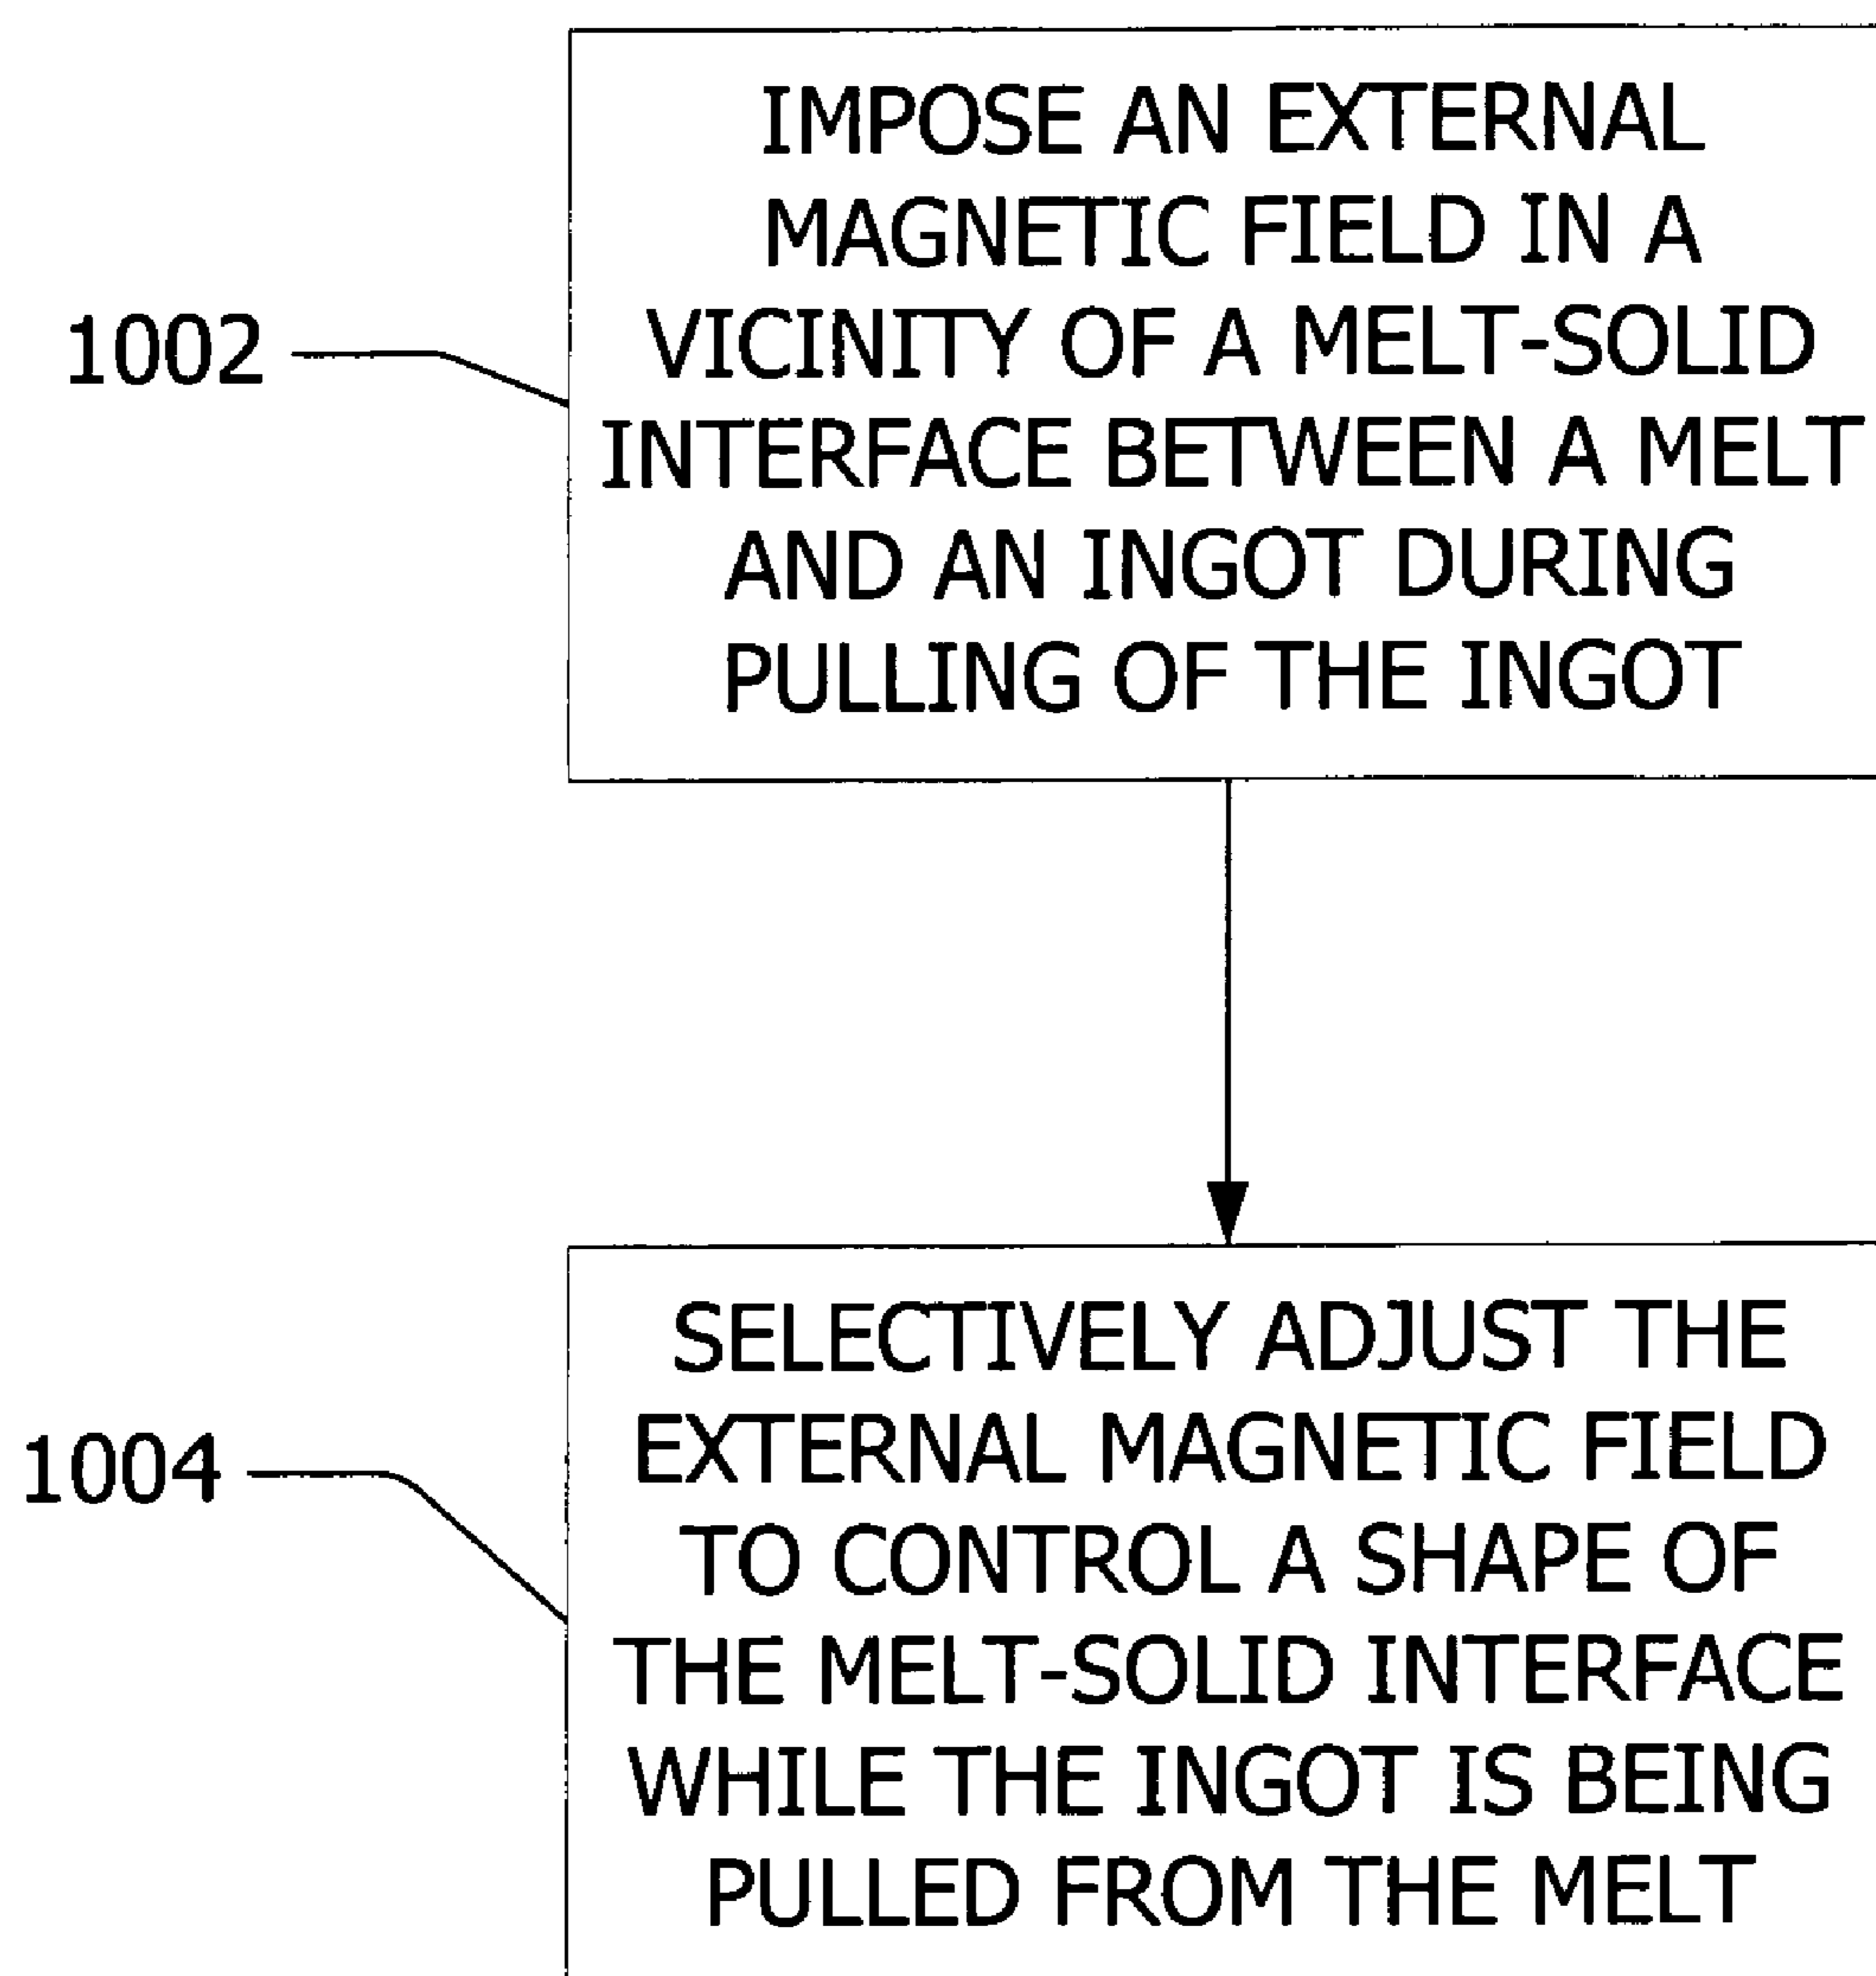 IMPOSE AN EXTERNAL
MAGNETIC FIELD IN A
VICINITY OF A MELT-SOLID
INTERFACE BETWEEN A MELT
AND AN INGOT DURING
PULLING OF THE INGOT
1002
SELECTIVELY ADJUST THE
EXTERNAL MAGNETIC FIELD
TO CONTROL A SHAPE OF
THE MELT-SOLID INTERFACE
WHILE THE INGOT IS BEING
PULLED FROM THE MELT
1004